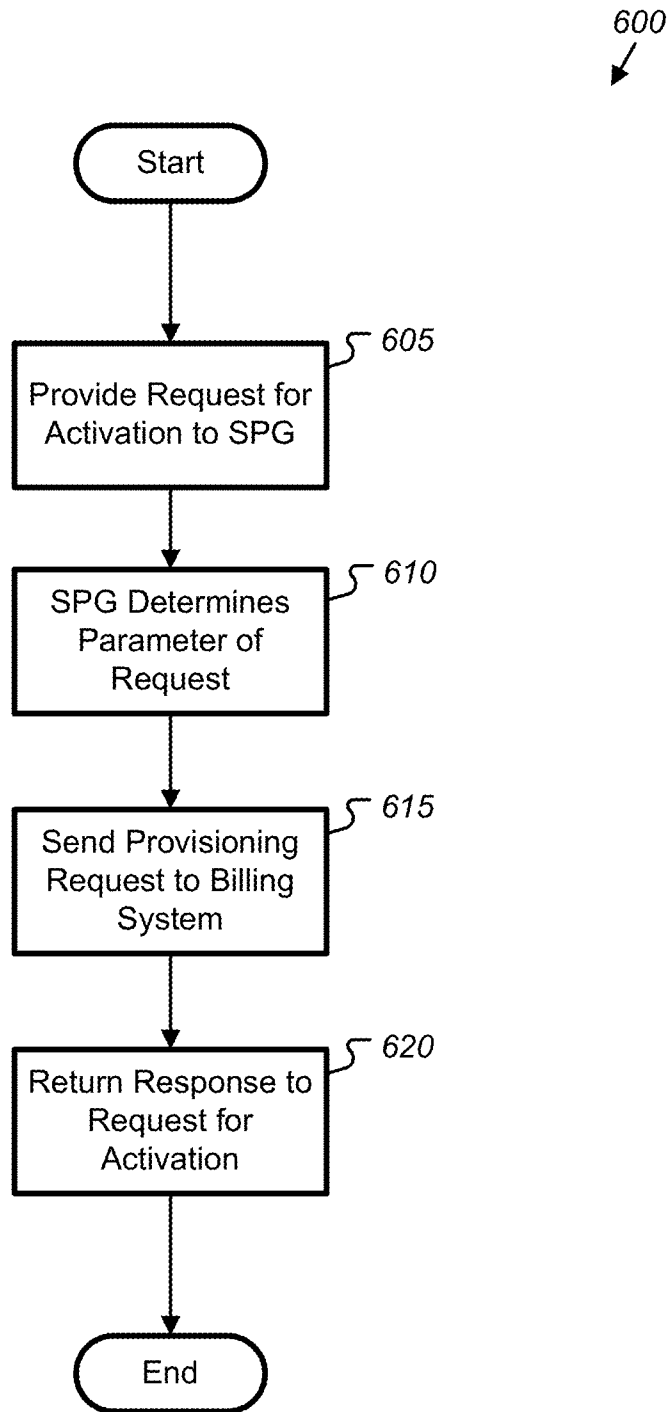 600
Start
605
Provide Request for
Activation to SPG
610
SPG Determines
Parameter of
Request
615
Send Provisioning
Request to Billing
System
620
Return Response to
Request for
Activation
End